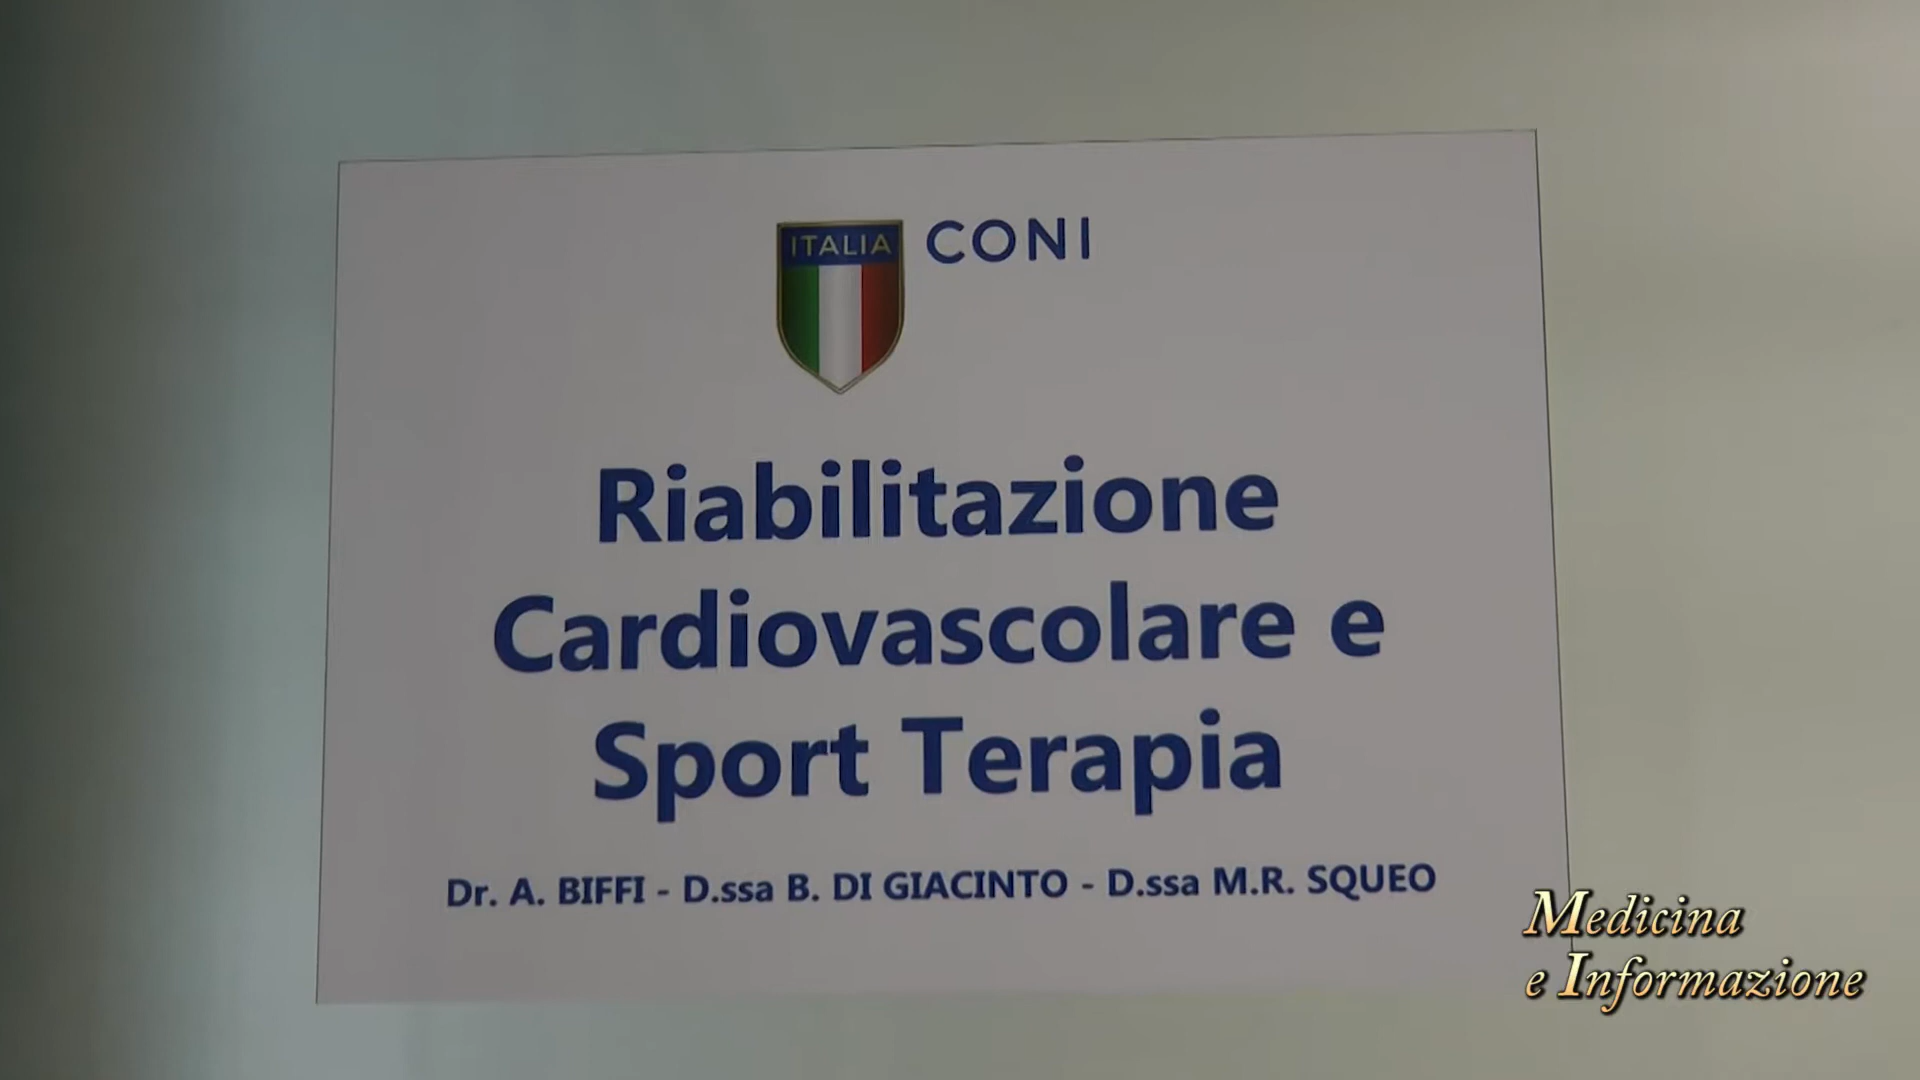 ITALIA CONI
Riabilitazione
Cardiovascolare e
Sport Terapia
Dr. A. BIFFI - D.ssa B. DI GIACINTO - D.ssa M.R. SQUEO
Medicina
e Informazione